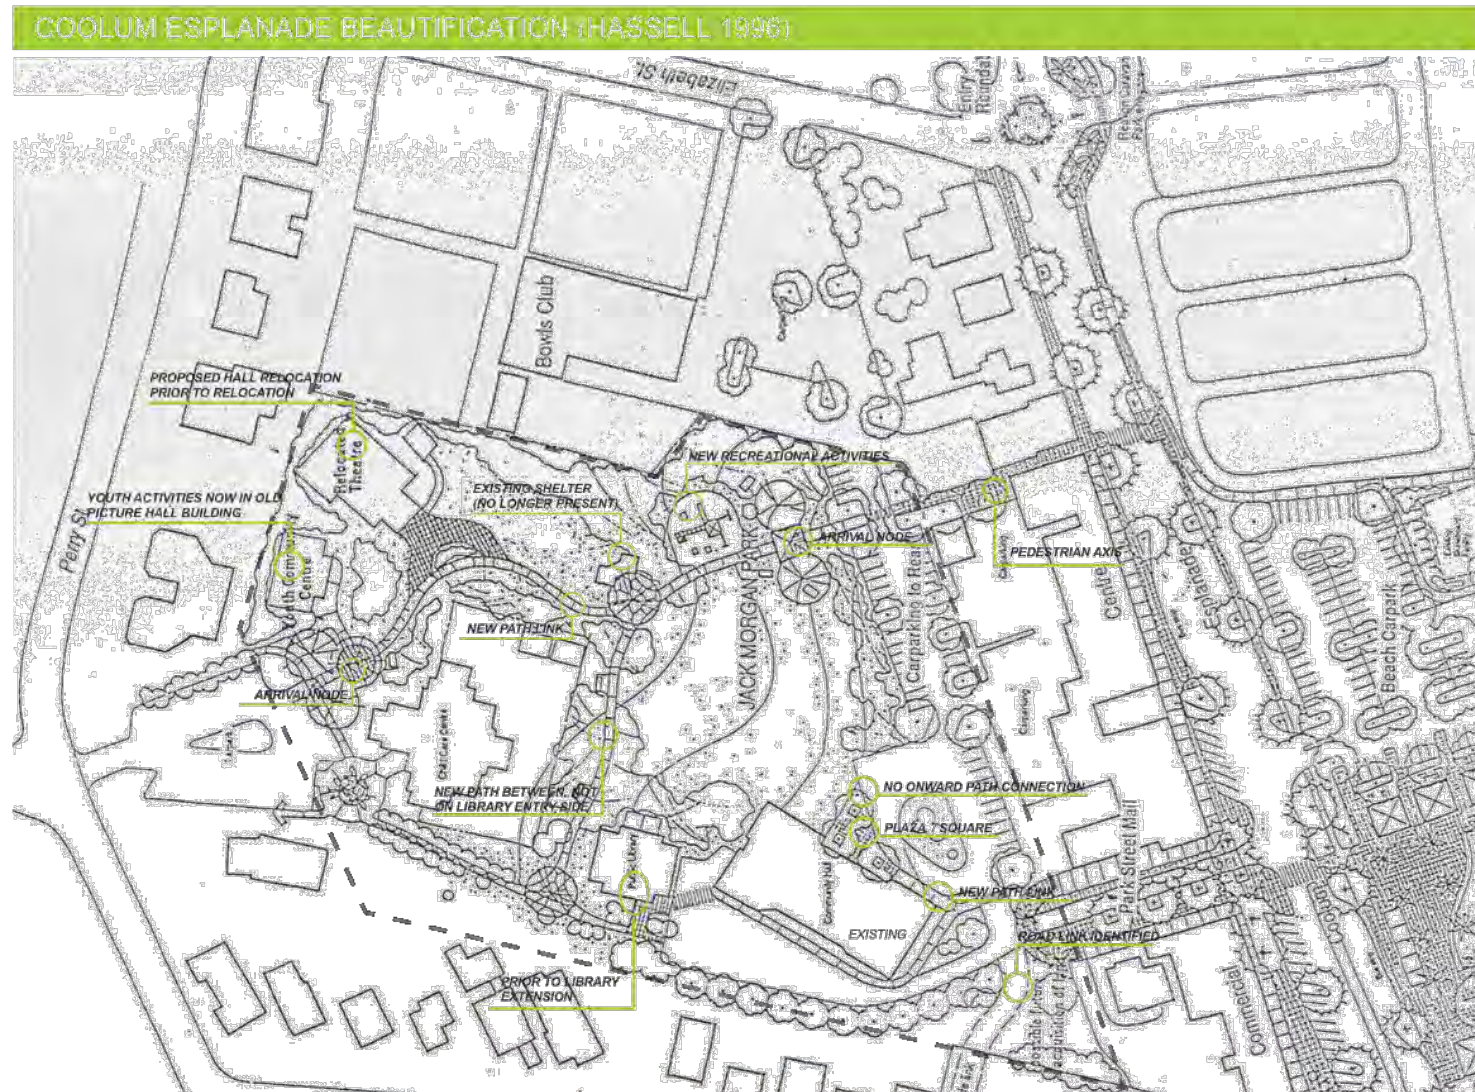 COOLUM ESPLANADE BEAUTIFICATION (HASSELL 1996)
Elizabeth St.
Entry
Bowls Club
PROPOSED HALL RELOCATION
PRIOR TO RELOCATION
Theatre
NEW RECREATIONAL ACTIVITIES
EXISTING SHELTER
(NO LONGER PRESENT)
YOUTH ACTIVITIES NOW IN OLD
PICTURE HALL BUILDING
Perry St.
ARRIVAL NODE
PEDESTRIAN AXIS
Centre
Esplanade
Carparking to Rear
Beach Carpark
JACK MORGAN PARK
NEW PATH LINK
ARRIVAL NODE
NEW PATH BETWEEN, NOT
ON LIBRARY ENTRY SIDE
NO ONWARD PATH CONNECTION
PLAZA / SQUARE
NEW PATH LINK
Park Street Mall
EXISTING
ROAD LINK IDENTIFIED
PRIOR TO LIBRARY
EXTENSION
Commercial